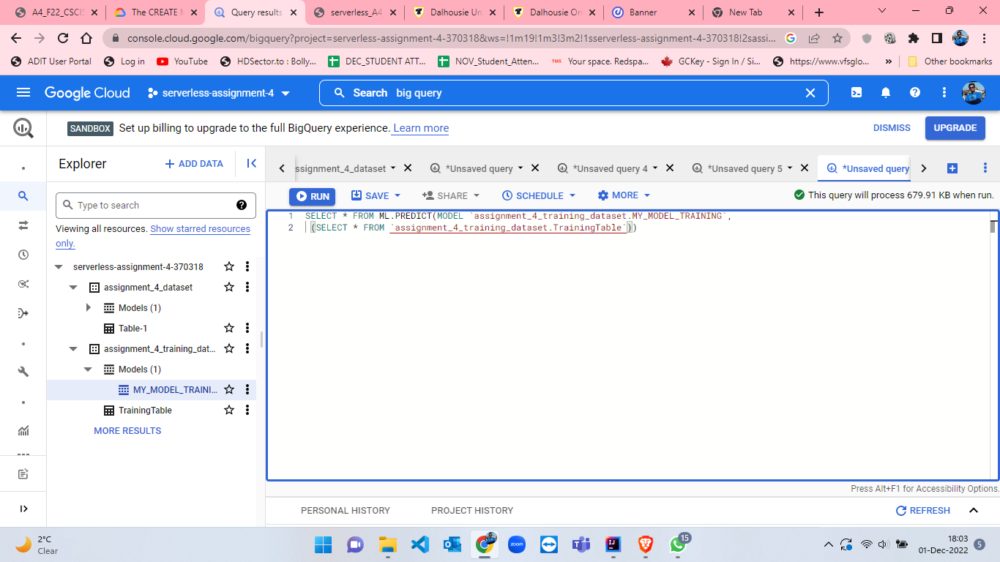 A4_F22_CSCI5
The CREATE M
Query results
serverless_A4
Dalhousie Un
Dalhousie On
Banner
New Tab
console.cloud.google.com/bigquery?project=serverless-assignment-4-370318&ws=!1m19!1m3!3m2!1sserverless-assignment-4-370318!2sassi...
ADIT User Portal
Log in
YouTube
HDSector.to : Bolly...
DEC_STUDENT ATT...
NOV_Student_Atten...
TMS Your space. Redspa...
GCKey - Sign In / Si...
https://www.vfsglo...
»
Other bookmarks
Google Cloud
serverless-assignment-4
Search big query
SANDBOX Set up billing to upgrade to the full BigQuery experience. Learn more
DISMISS
UPGRADE
Explorer
+ ADD DATA
ssignment_4_dataset
*Unsaved query
*Unsaved query 4
*Unsaved query 5
*Unsaved query
RUN
SAVE
SHARE
SCHEDULE
MORE
This query will process 679.91 KB when run.
Type to search
Viewing all resources. Show starred resources
only.
serverless-assignment-4-370318
assignment_4_dataset
Models (1)
Table-1
assignment_4_training_dat...
Models (1)
MY_MODEL_TRAINI...
TrainingTable
MORE RESULTS
1 SELECT * FROM ML.PREDICT(MODEL `assignment_4_training_dataset.MY_MODEL_TRAINING`,
2 (SELECT * FROM `assignment_4_training_dataset.TrainingTable`))
Press Alt+F1 for Accessibility Options.
PERSONAL HISTORY
PROJECT HISTORY
REFRESH
2°C
Clear
zoom
15
18:03
01-Dec-2022
5